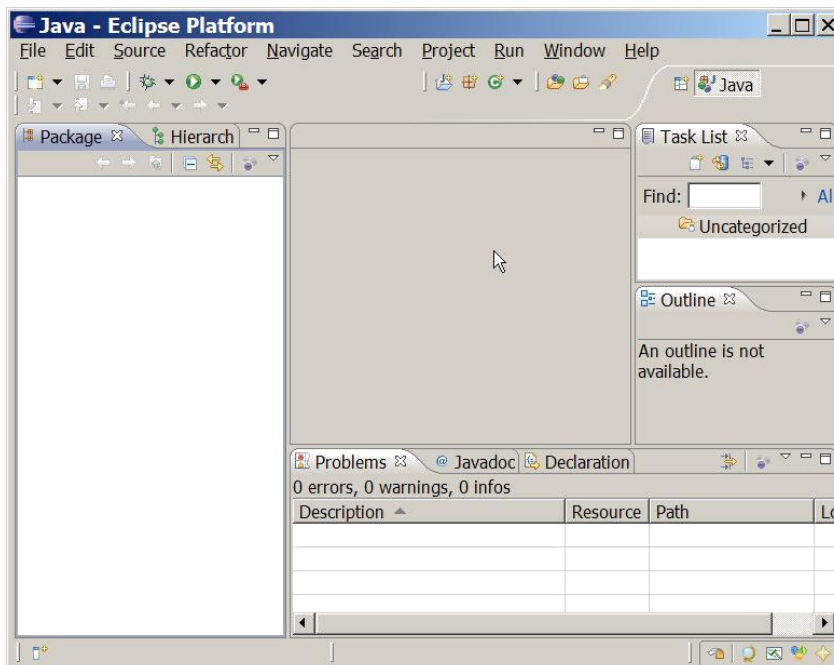 Java - Eclipse Platform
File Edit Source Refactor Navigate Search Project Run Window Help
Java
Package Hierarch
Task List
Find: Al
Uncategorized
Outline
An outline is not
available.
Problems @ Javadoc Declaration
0 errors, 0 warnings, 0 infos
Description Resource Path Lo